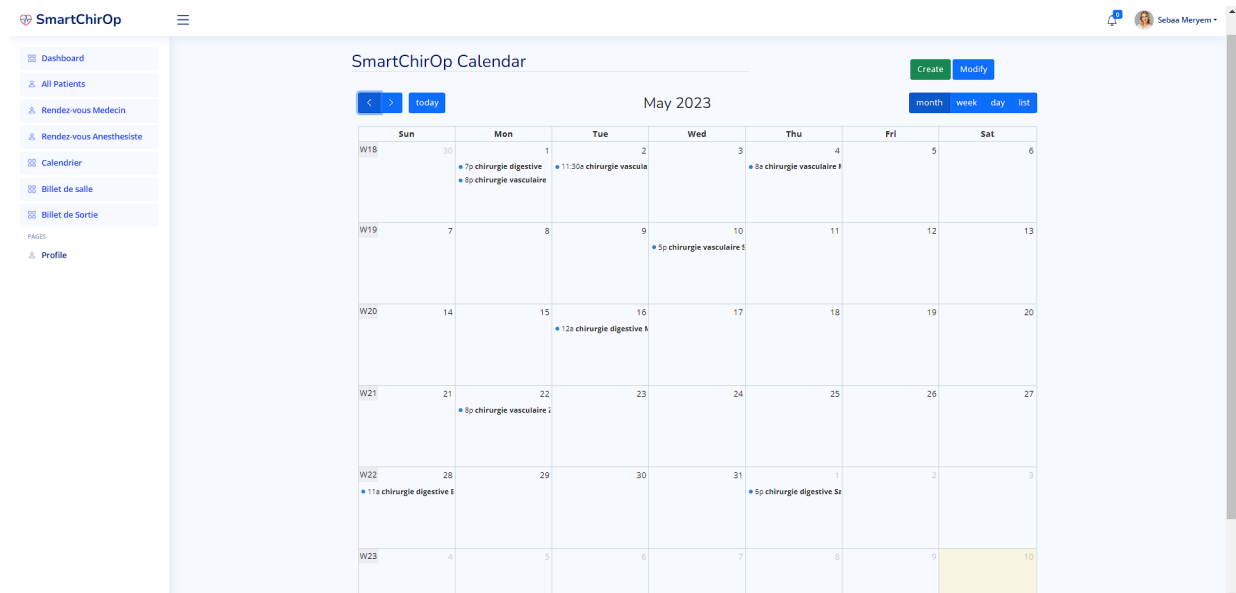 SmartChirOp
0
Sebaa Meryem
Dashboard
All Patients
Rendez-vous Medecin
Rendez-vous Anesthesiste
Calendrier
Billet de salle
Billet de Sortie
PAGES
Profile
SmartChirOp Calendar
Create Modify
today
May 2023
month week day list
Sun Mon Tue Wed Thu Fri Sat
W18 30 1 2 3 4 5 6
7p chirurgie digestive 11:30a chirurgie vascula 8a chirurgie vasculaire
8p chirurgie vasculaire
W19 7 8 9 10 11 12 13
5p chirurgie vasculaire S
W20 14 15 16 17 18 19 20
12a chirurgie digestive M
W21 21 22 23 24 25 26 27
8p chirurgie vasculaire
W22 28 29 30 31 1 2 3
11a chirurgie digestive 5p chirurgie digestive Sa
W23 4 5 6 7 8 9 10